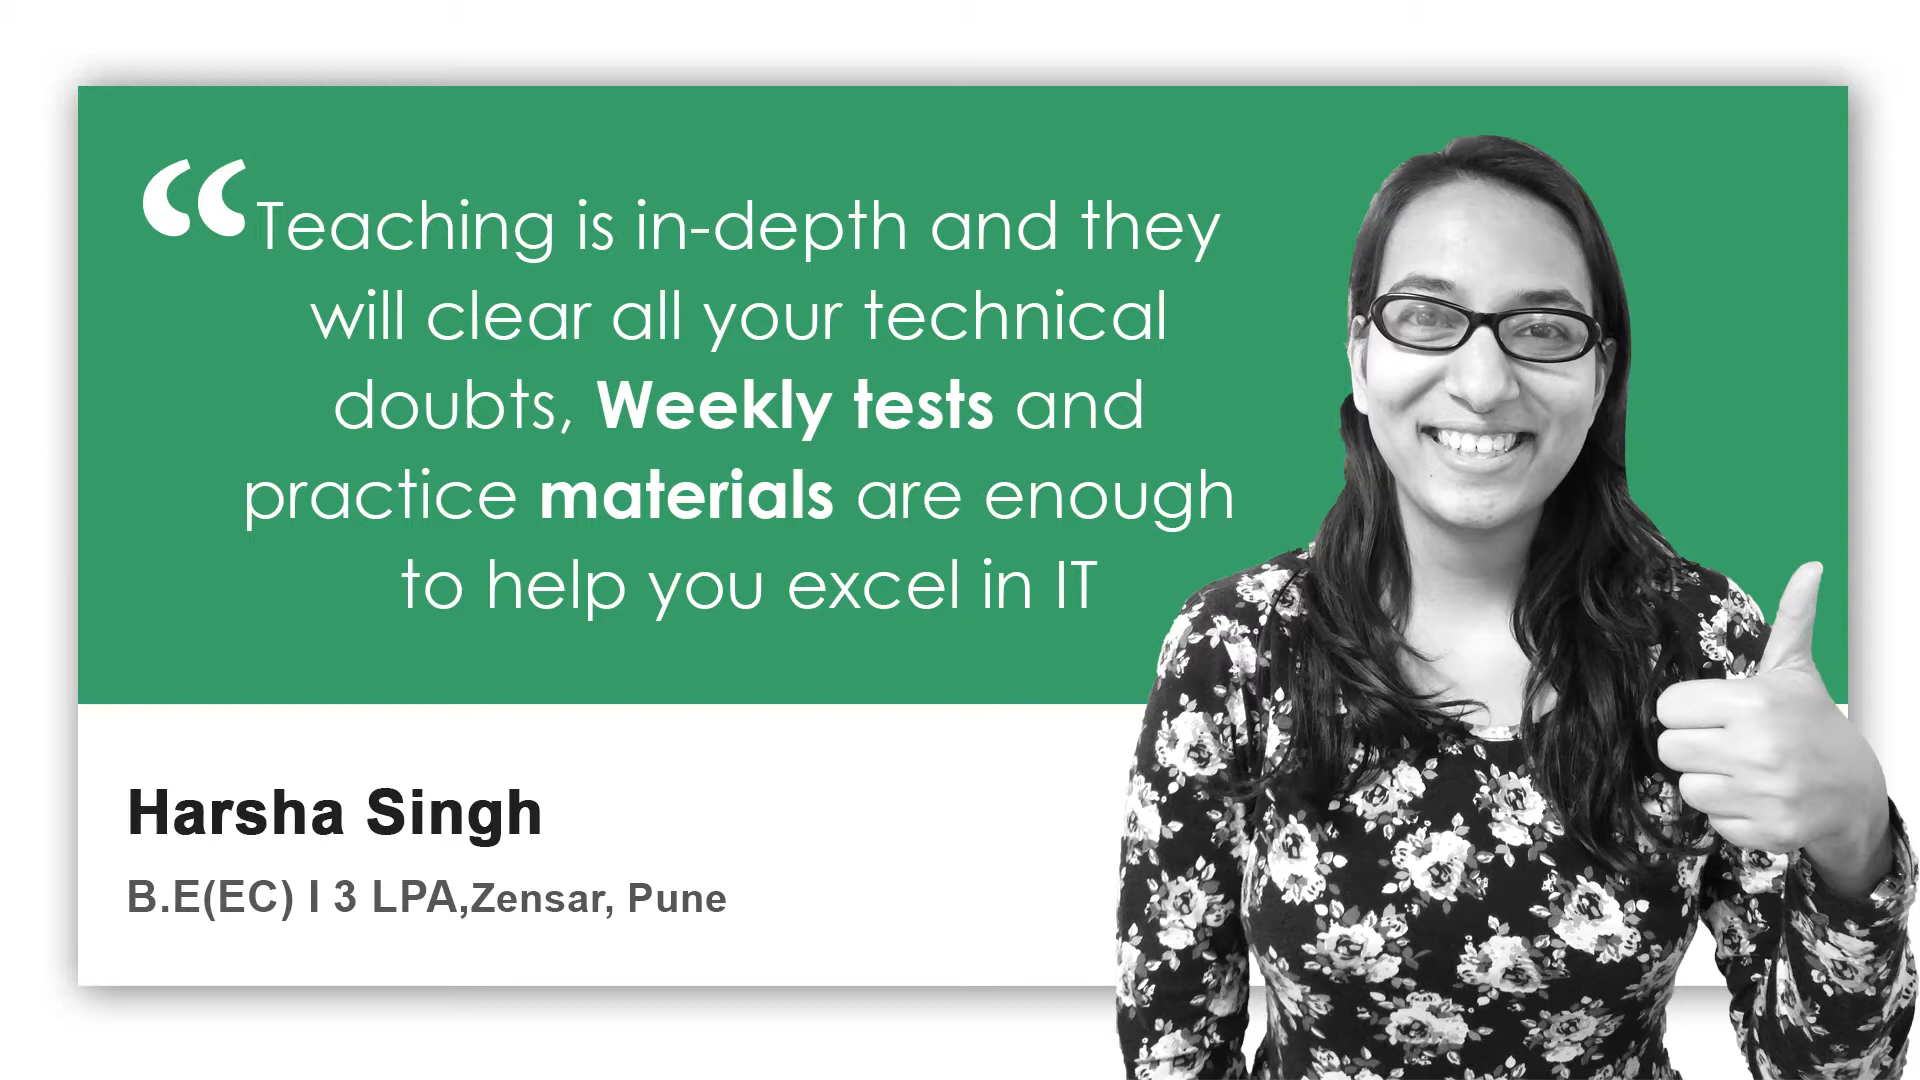 “Teaching is in-depth and they
will clear all your technical
doubts, Weekly tests and
practice materials are enough
to help you excel in IT
Harsha Singh
B.E(EC) I 3 LPA,Zensar, Pune